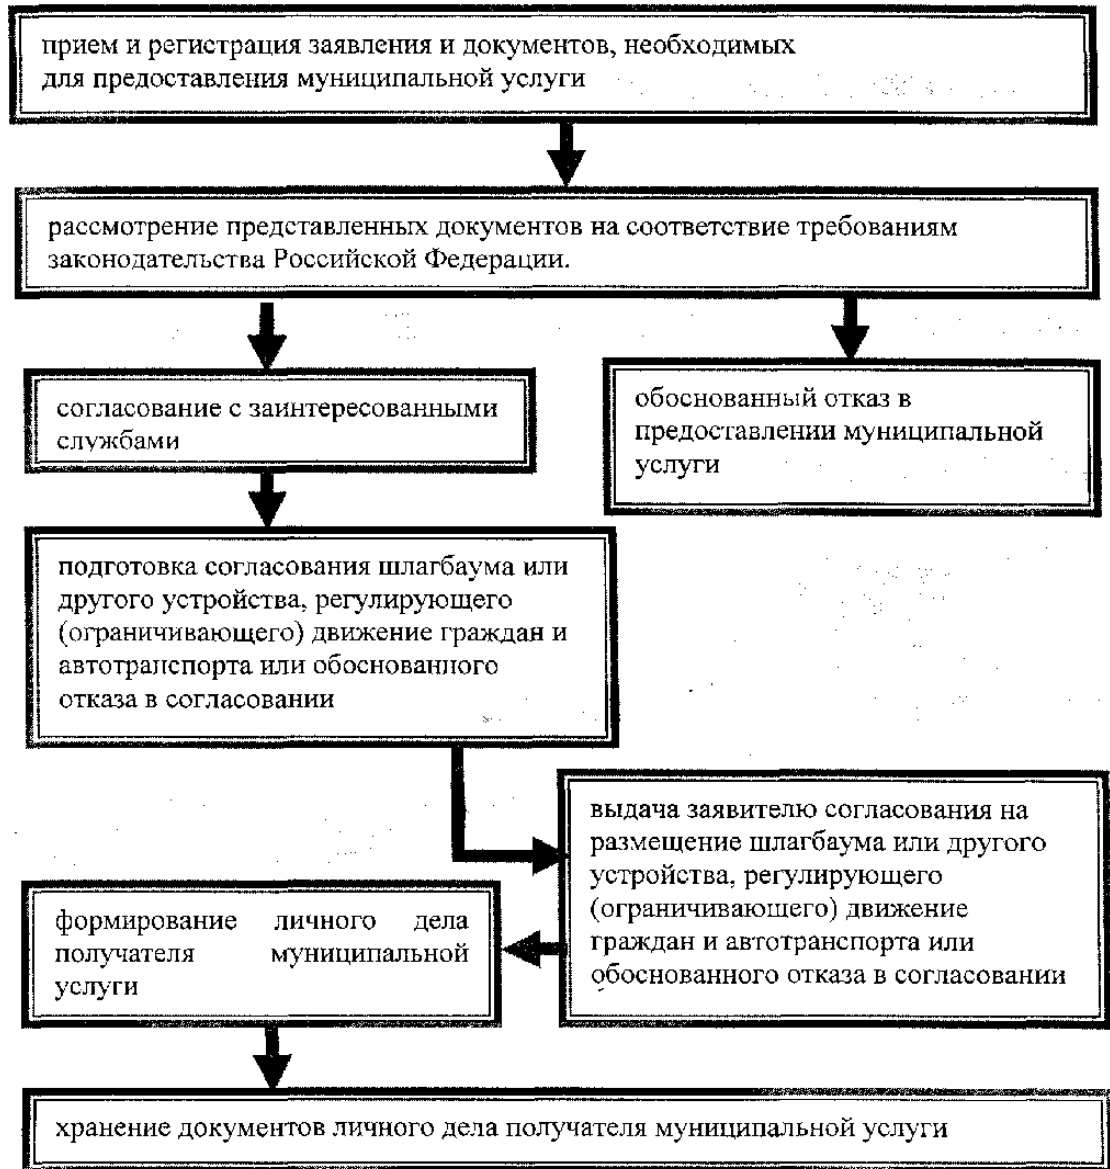 прием и регистрация заявления и документов, необходимых
для предоставления муниципальной услуги
рассмотрение представленных документов на соответствие требованиям
законодательства Российской Федерации.
согласование с заинтересованными
службами
обоснованный отказ в
предоставлении муниципальной
услуги
подготовка согласования шлагбаума или
другого устройства, регулирующего
(ограничивающего) движение граждан и
автотранспорта или обоснованного
отказа в согласовании
выдача заявителю согласования на
размещение шлагбаума или другого
устройства, регулирующего
(ограничивающего) движение
граждан и автотранспорта или
обоснованного отказа в согласовании
формирование личного дела
получателя муниципальной
услуги
хранение документов личного дела получателя муниципальной услуги